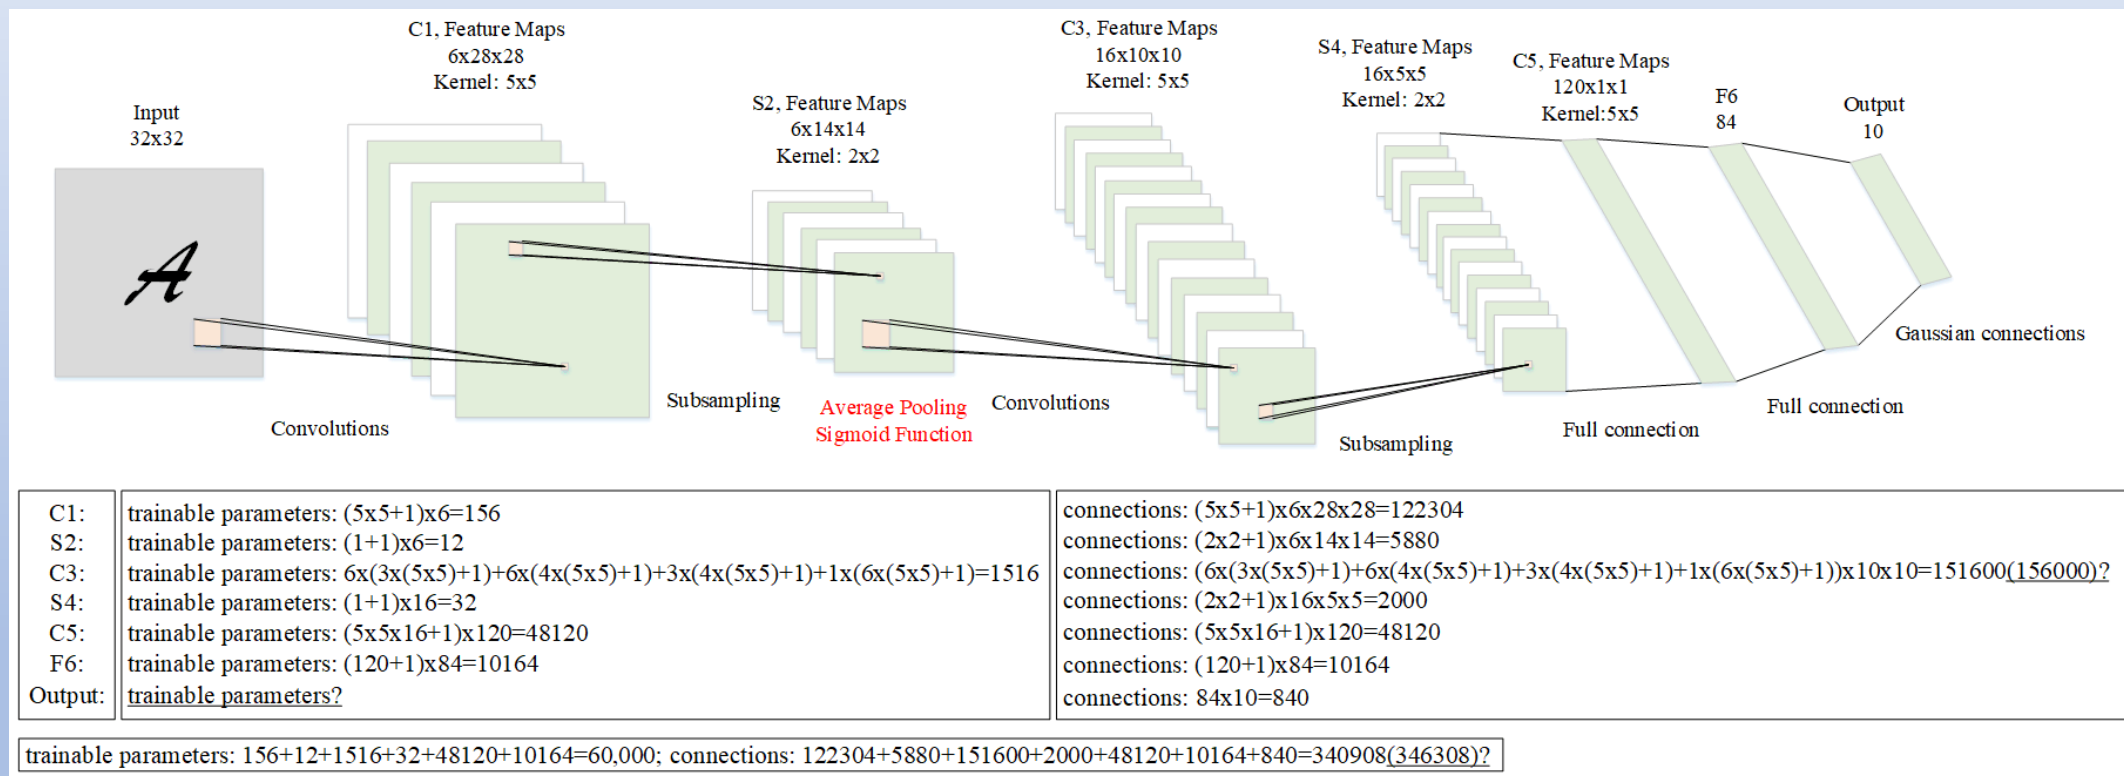 Input
32x32
A
C1, Feature Maps
6x28x28
Kernel: 5x5
S2, Feature Maps
6x14x14
Kernel: 2x2
C3, Feature Maps
16x10x10
Kernel: 5x5
S4, Feature Maps
16x5x5
Kernel: 2x2
C5, Feature Maps
120x1x1
Kernel:5x5
F6
84
Output
10
Convolutions
Subsampling
Average Pooling
Sigmoid Function
Convolutions
Subsampling
Full connection
Full connection
Gaussian connections
C1: trainable parameters: (5x5+1)x6=156 connections: (5x5+1)x6x28x28=122304
S2: trainable parameters: (1+1)x6=12 connections: (2x2+1)x6x14x14=5880
C3: trainable parameters: 6x(3x(5x5)+1)+6x(4x(5x5)+1)+3x(4x(5x5)+1)+1x(6x(5x5)+1)=1516 connections: (6x(3x(5x5)+1)+6x(4x(5x5)+1)+3x(4x(5x5)+1)+1x(6x(5x5)+1))x10x10=151600(156000)?
S4: trainable parameters: (1+1)x16=32 connections: (2x2+1)x16x5x5=2000
C5: trainable parameters: (5x5x16+1)x120=48120 connections: (5x5x16+1)x120=48120
F6: trainable parameters: (120+1)x84=10164 connections: (120+1)x84=10164
Output: trainable parameters? connections: 84x10=840
trainable parameters: 156+12+1516+32+48120+10164=60,000; connections: 122304+5880+151600+2000+48120+10164+840=340908(346308)?